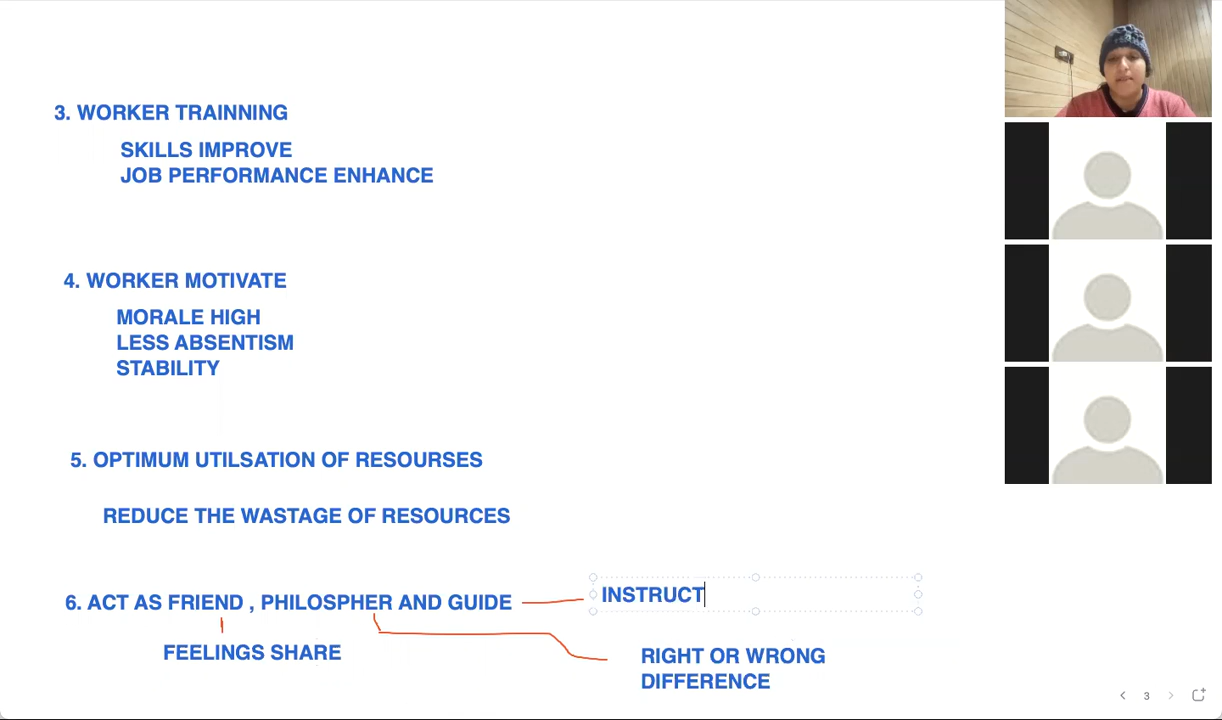 3. WORKER TRAINNING
SKILLS IMPROVE
JOB PERFORMANCE ENHANCE
4. WORKER MOTIVATE
MORALE HIGH
LESS ABSENTISM
STABILITY
5. OPTIMUM UTILSATION OF RESOURSES
REDUCE THE WASTAGE OF RESOURCES
6. ACT AS FRIEND , PHILOSPHER AND GUIDE
INSTRUCT
FEELINGS SHARE
RIGHT OR WRONG
DIFFERENCE
3